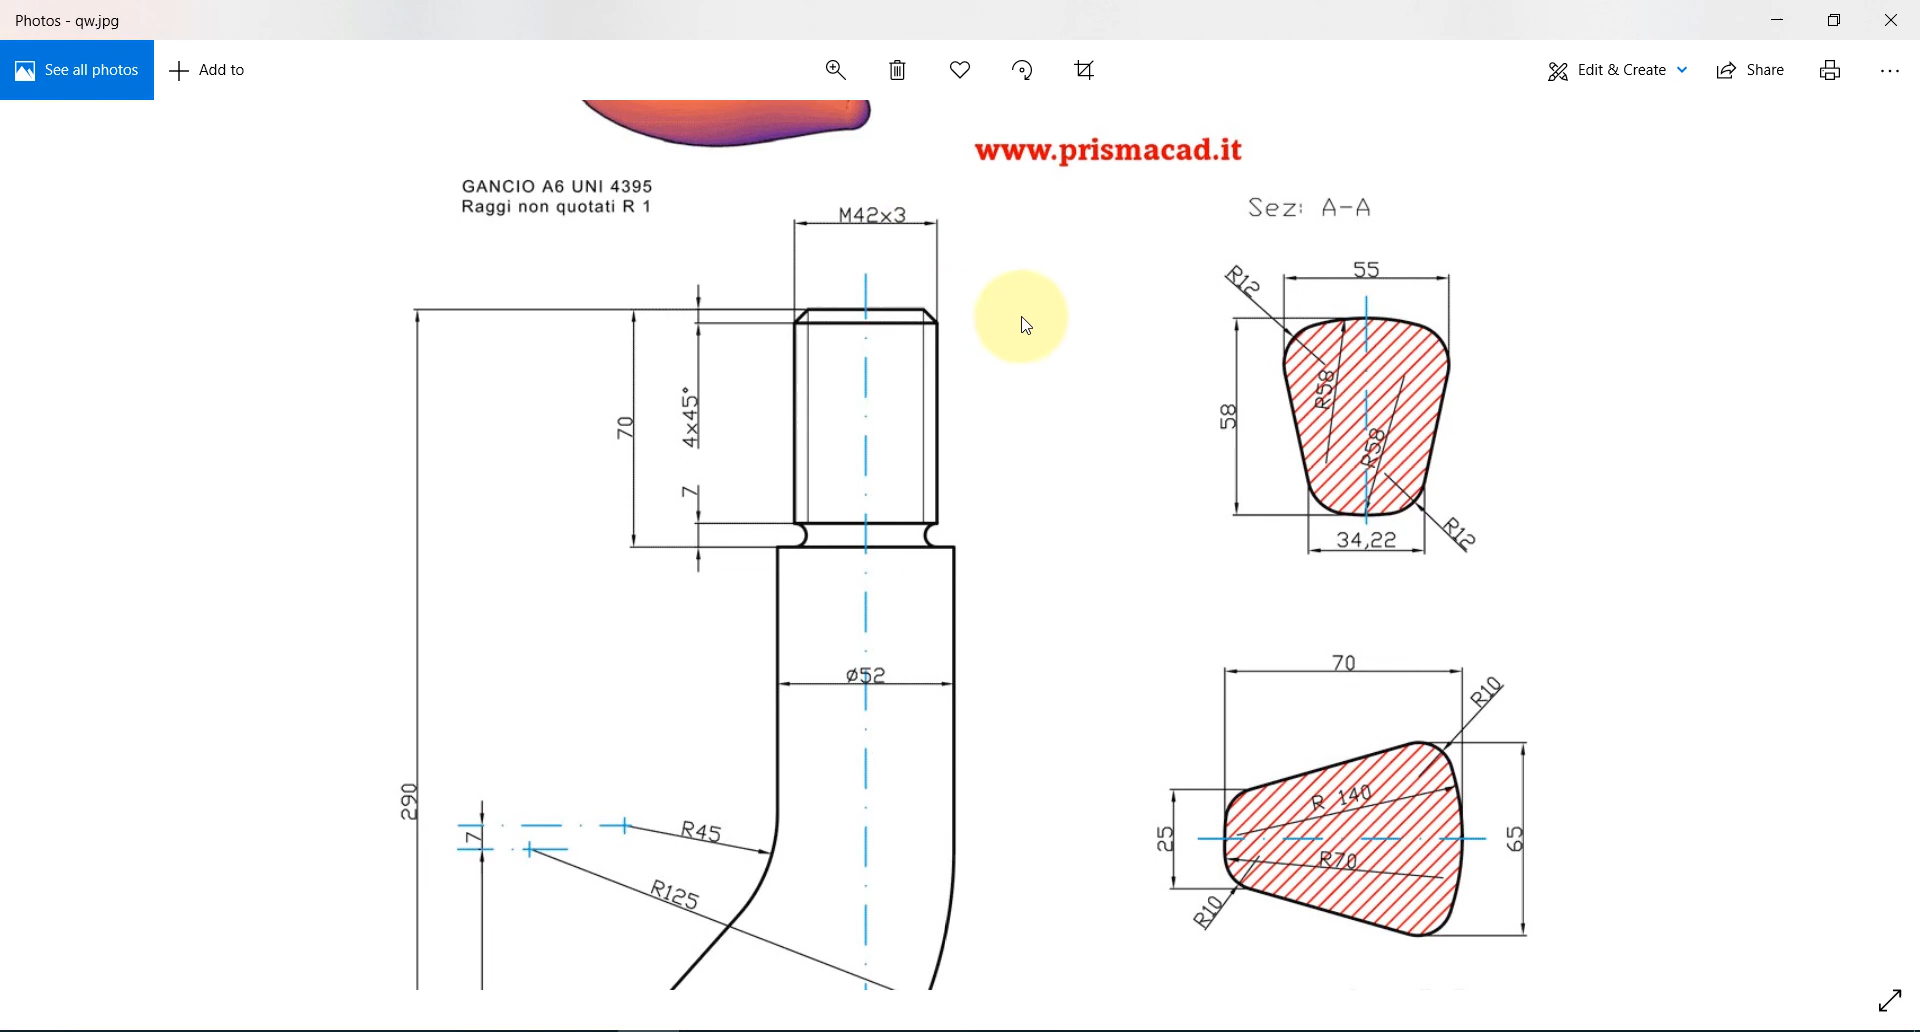 Photos - qw.jpg
See all photos
Add to
Edit & Create
Share
www.prismacad.it
GANCIO A6 UNI 4395
Raggi non quotati R 1
M42x3
Sez: A-A
R12
55
58
R58
R58
R12
34,22
70
4x45°
7
ø52
290
7
R45
R125
70
R10
R 140
25
65
R70
R10